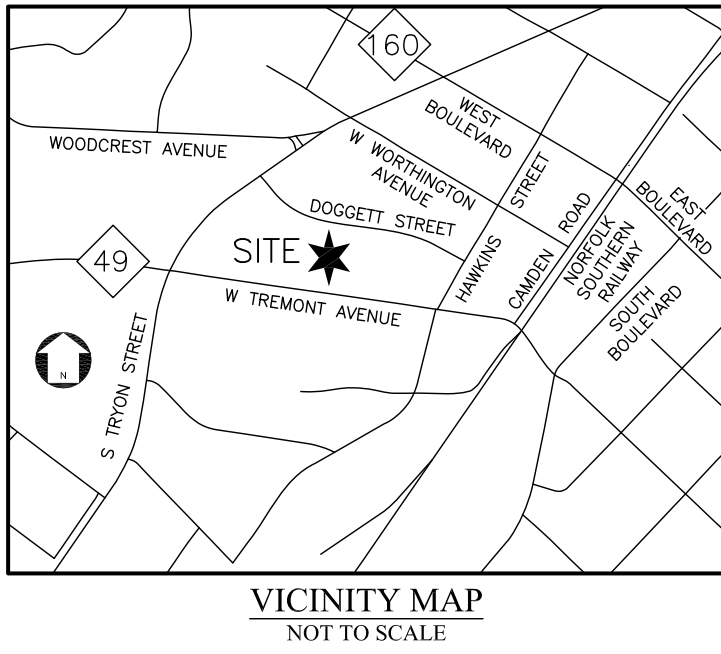 160
WEST
BOULEVARD
WOODCREST AVENUE
W WORTHINGTON
AVENUE
STREET
HAWKINS
ROAD
CAMDEN
EAST
BOULEVARD
DOGGETT STREET
NORFOLK
SOUTHERN
RAILWAY
SITE
49
W TREMONT AVENUE
SOUTH
BOULEVARD
S TRYON STREET
N
VICINITY MAP
NOT TO SCALE